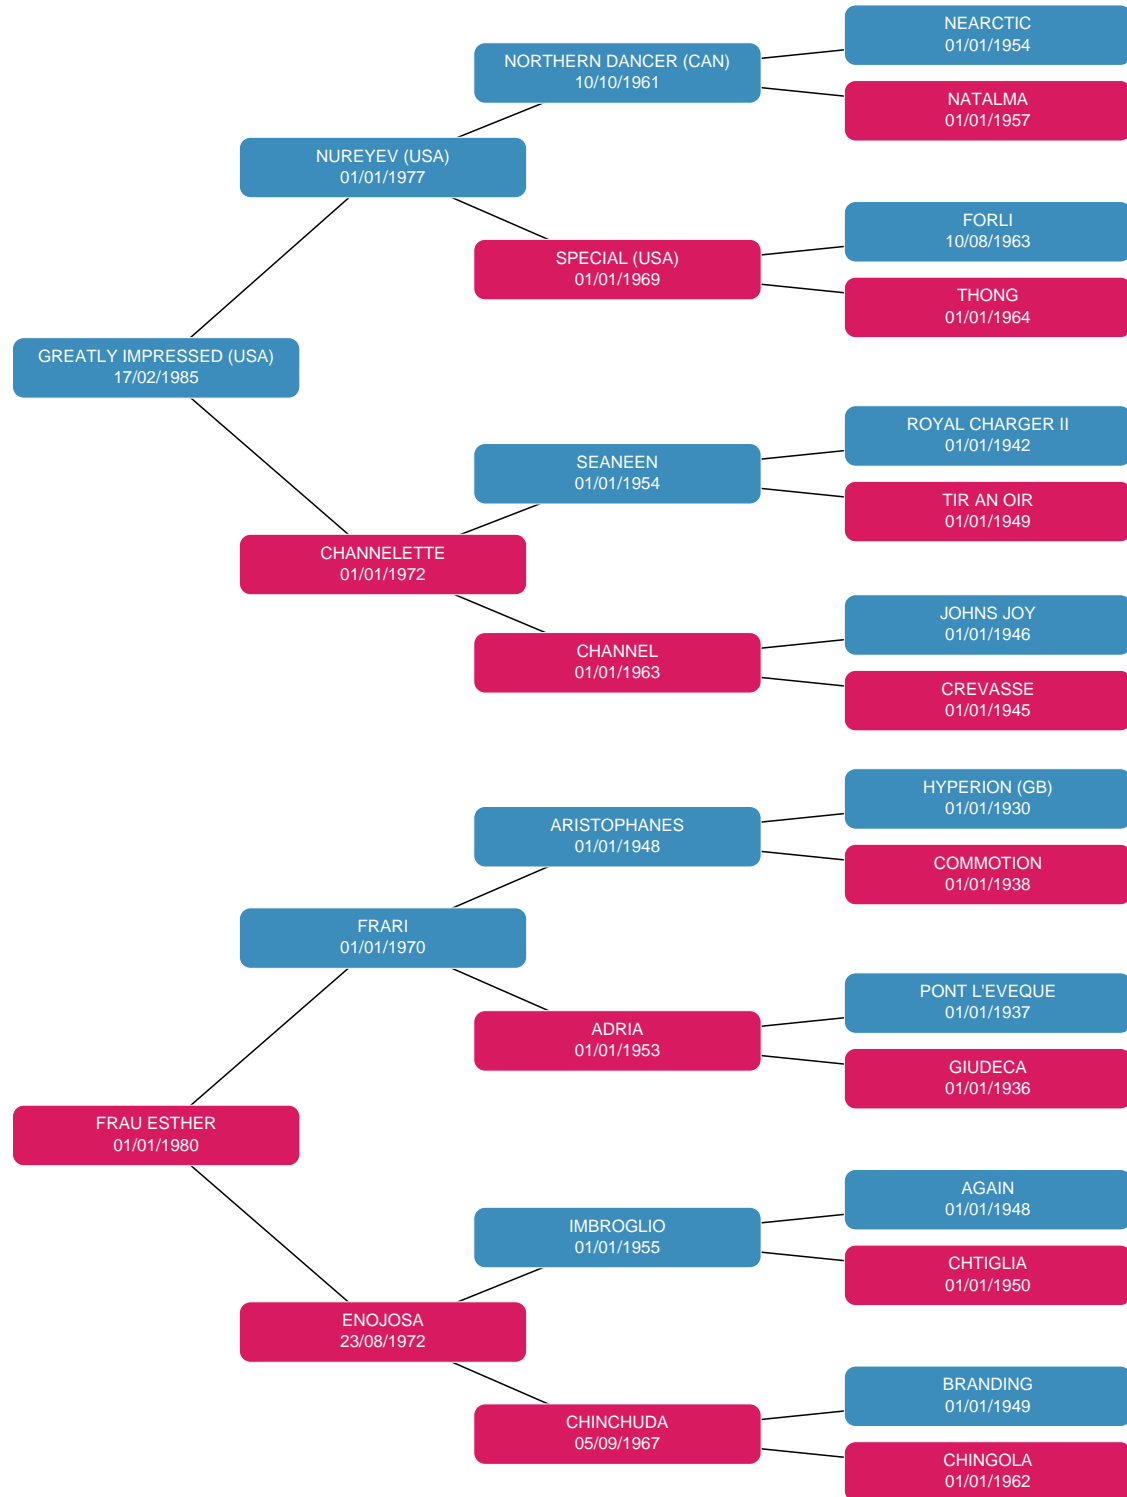 NEARCTIC
01/01/1954
NORTHERN DANCER (CAN)
10/10/1961
NATALMA
01/01/1957
NUREYEV (USA)
01/01/1977
FORLI
10/08/1963
SPECIAL (USA)
01/01/1969
THONG
01/01/1964
GREATLY IMPRESSED (USA)
17/02/1985
ROYAL CHARGER II
01/01/1942
SEANEEN
01/01/1954
TIR AN OIR
01/01/1949
CHANNELETTE
01/01/1972
JOHNS JOY
01/01/1946
CHANNEL
01/01/1963
CREVASSE
01/01/1945
HYPERION (GB)
01/01/1930
ARISTOPHANES
01/01/1948
COMMOTION
01/01/1938
FRARI
01/01/1970
PONT L'EVEQUE
01/01/1937
ADRIA
01/01/1953
GIUDECA
01/01/1936
FRAU ESTHER
01/01/1980
AGAIN
01/01/1948
IMBROGLIO
01/01/1955
CHTIGLIA
01/01/1950
ENOJOSA
23/08/1972
BRANDING
01/01/1949
CHINCHUDA
05/09/1967
CHINGOLA
01/01/1962